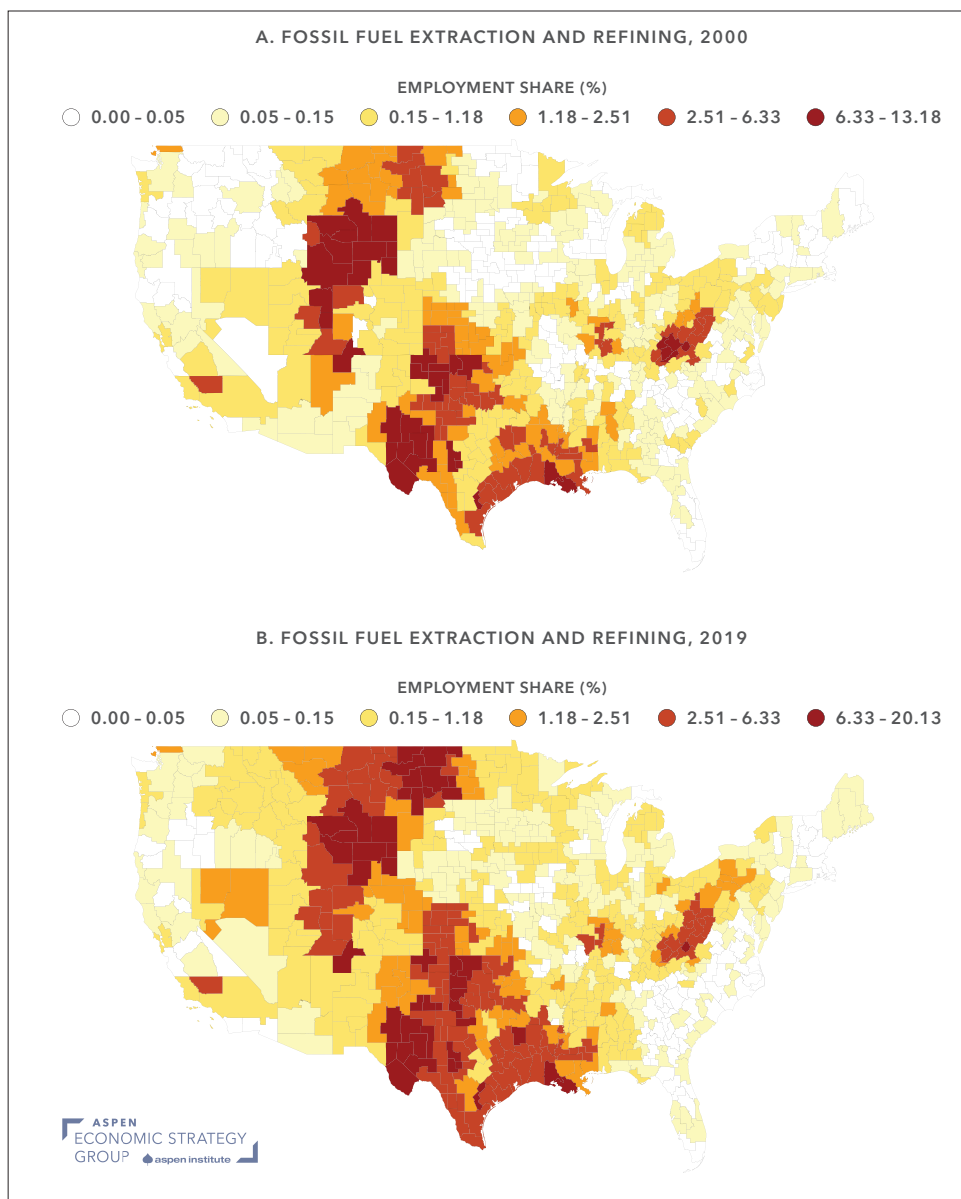 A. FOSSIL FUEL EXTRACTION AND REFINING, 2000
EMPLOYMENT SHARE (%)
0.00 – 0.05 0.05 – 0.15 0.15 – 1.18 1.18 – 2.51 2.51 – 6.33 6.33 – 13.18
B. FOSSIL FUEL EXTRACTION AND REFINING, 2019
EMPLOYMENT SHARE (%)
0.00 – 0.05 0.05 – 0.15 0.15 – 1.18 1.18 – 2.51 2.51 – 6.33 6.33 – 20.13
ASPEN
ECONOMIC STRATEGY
GROUP aspen institute